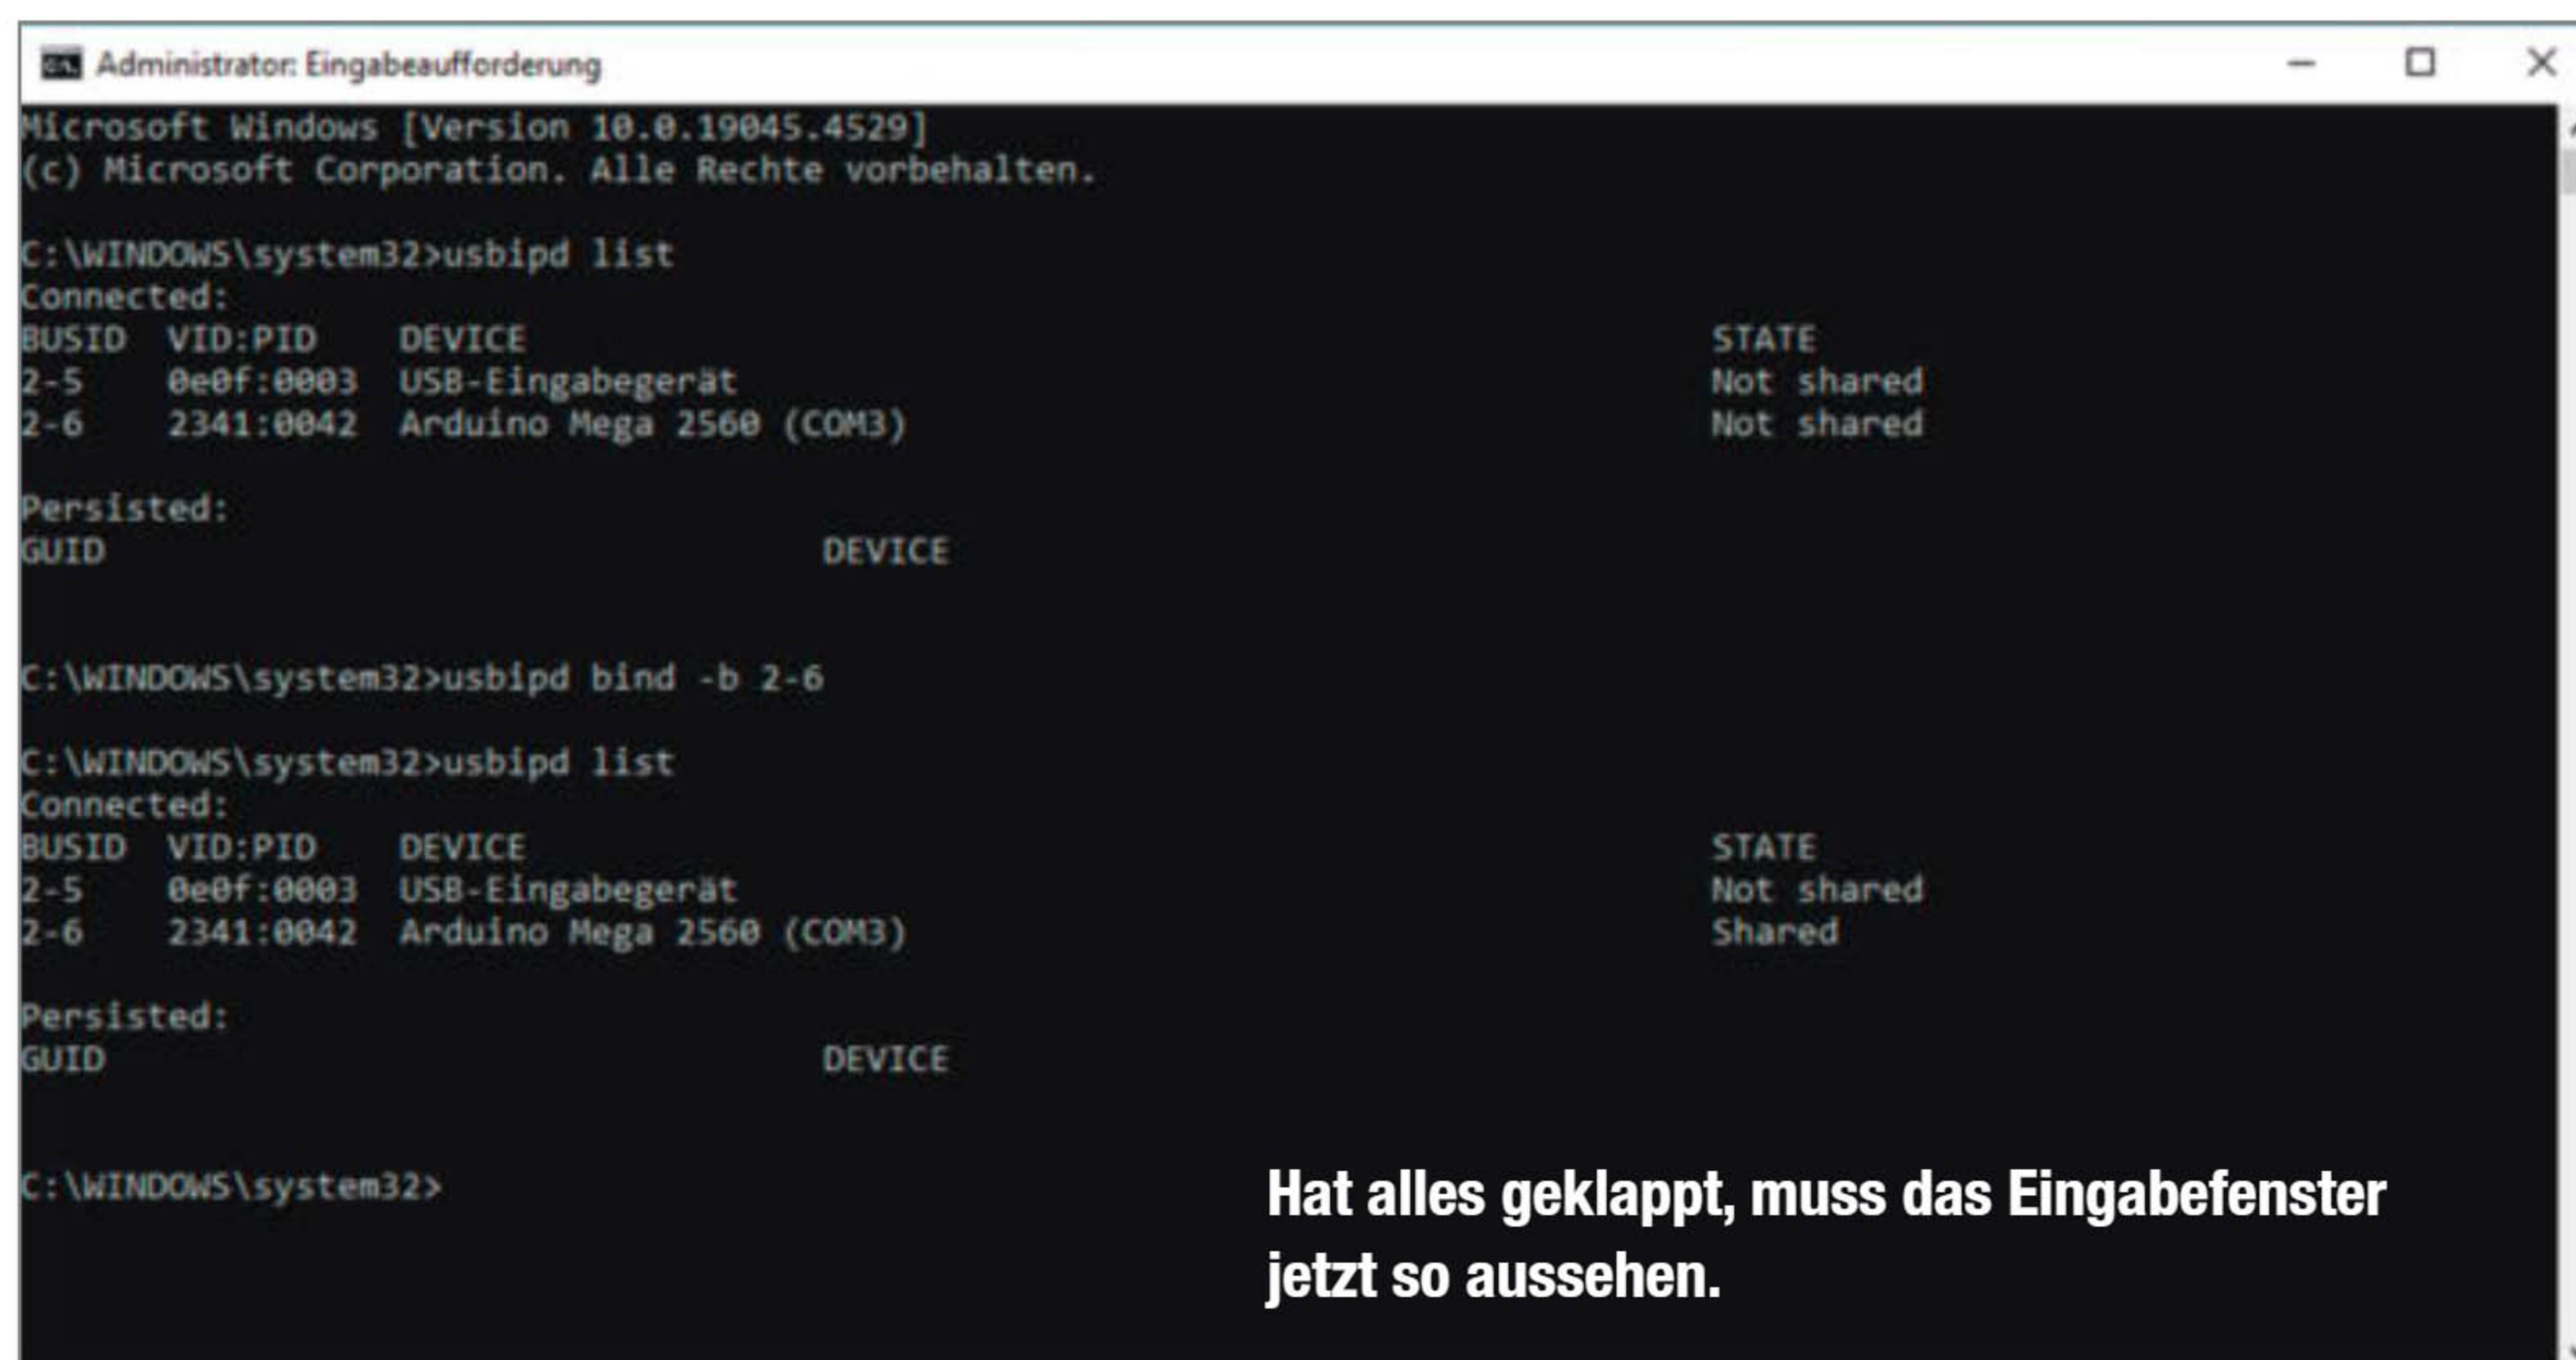 Administrator: Eingabeaufforderung
Microsoft Windows [Version 10.0.19045.4529]
(c) Microsoft Corporation. Alle Rechte vorbehalten.
C:\WINDOWS\system32>usbipd list
Connected:
BUSID  VID:PID    DEVICE                                                        STATE
2-5    0e0f:0003  USB-Eingabegerät                                              Not shared
2-6    2341:0042  Arduino Mega 2560 (COM3)                                      Not shared
Persisted:
GUID                                  DEVICE
C:\WINDOWS\system32>usbipd bind -b 2-6
C:\WINDOWS\system32>usbipd list
Connected:
BUSID  VID:PID    DEVICE                                                        STATE
2-5    0e0f:0003  USB-Eingabegerät                                              Not shared
2-6    2341:0042  Arduino Mega 2560 (COM3)                                      Shared
Persisted:
GUID                                  DEVICE
C:\WINDOWS\system32>
Hat alles geklappt, muss das Eingabefenster
jetzt so aussehen.